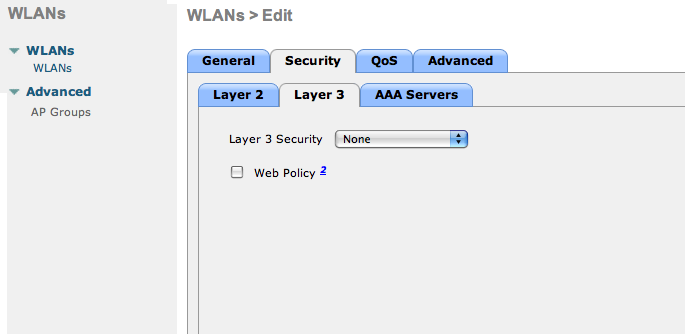 WLANs
WLANs > Edit
WLANs
WLANs
Advanced
AP Groups
General Security QoS Advanced
Layer 2 Layer 3 AAA Servers
Layer 3 Security None
Web Policy 2